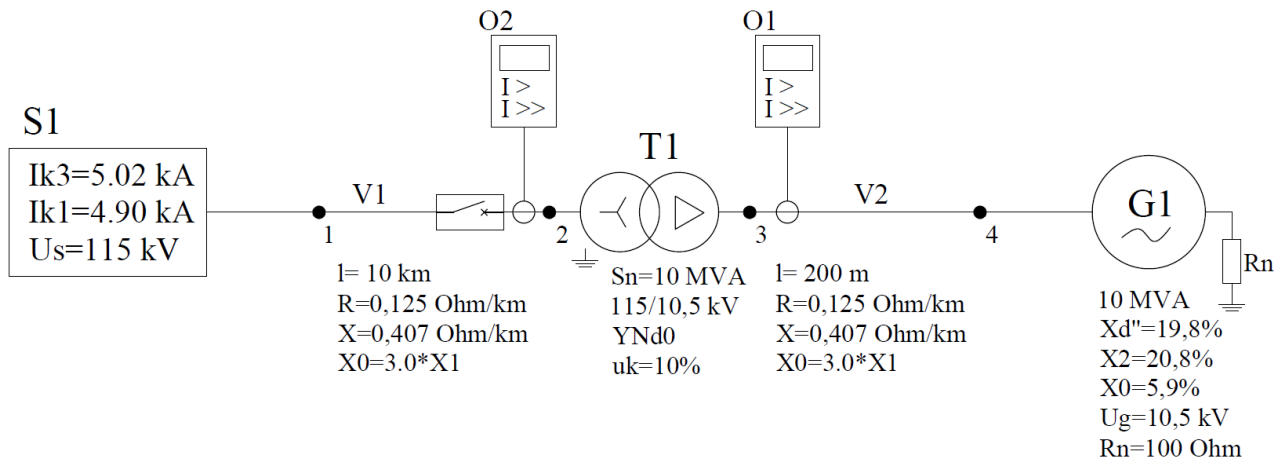 O2
I >
I >>
O1
I >
I >>
S1
Ik3=5.02 kA
Ik1=4.90 kA
Us=115 kV
V1
T1
V2
G1
1
2
3
4
Rn
l= 10 km
R=0,125 Ohm/km
X=0,407 Ohm/km
X0=3.0*X1
Sn=10 MVA
115/10,5 kV
YNd0
uk=10%
l= 200 m
R=0,125 Ohm/km
X=0,407 Ohm/km
X0=3.0*X1
10 MVA
Xd"=19,8%
X2=20,8%
X0=5,9%
Ug=10,5 kV
Rn=100 Ohm